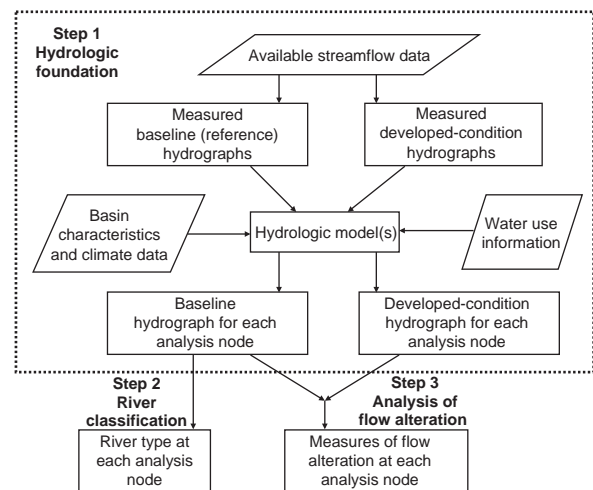 Step 1
Hydrologic
foundation
Available streamflow data
Measured
baseline (reference)
hydrographs
Measured
developed-condition
hydrographs
Basin
characteristics
and climate data
Hydrologic model(s)
Water use
information
Baseline
hydrograph for each
analysis node
Developed-condition
hydrograph for each
analysis node
Step 2
River
classification
Step 3
Analysis of
flow alteration
River type at
each analysis
node
Measures of flow
alteration at each
analysis node